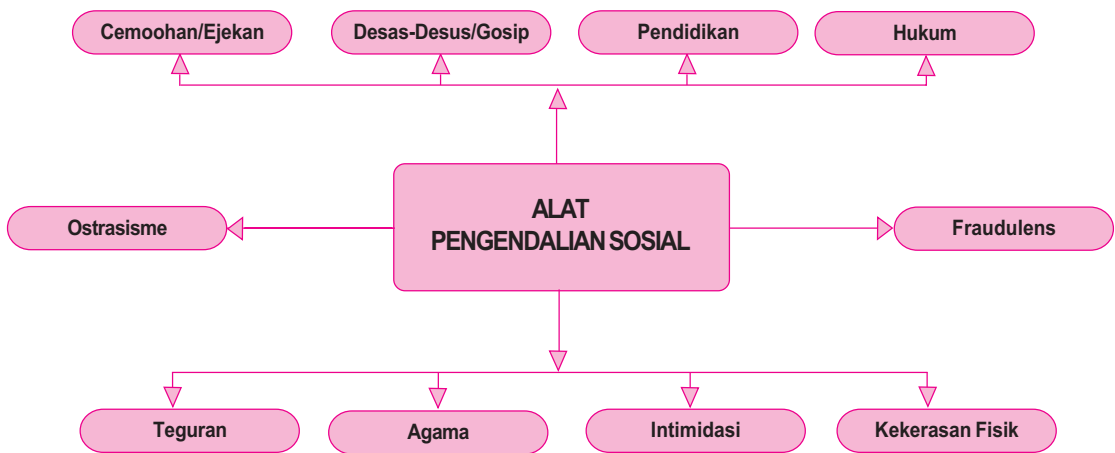 Cemoohan/Ejekan
Desas-Desus/Gosip
Pendidikan
Hukum
ALAT
PENGENDALIAN SOSIAL
Ostrasisme
Fraudulens
Teguran
Agama
Intimidasi
Kekerasan Fisik